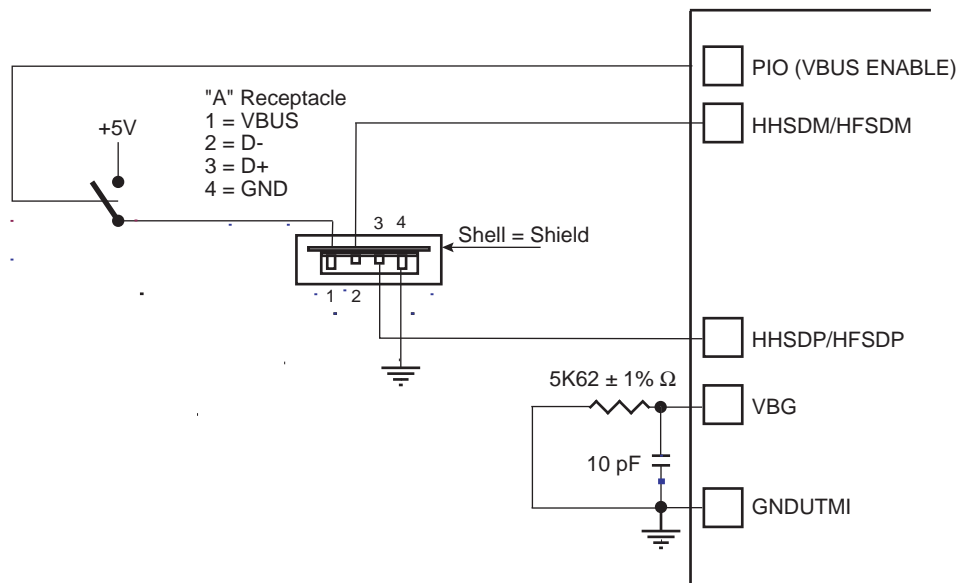 PIO (VBUS ENABLE)
"A" Receptacle
1 = VBUS
2 = D-
3 = D+
4 = GND
+5V
HHSDM/HFSDM
3 4
Shell = Shield
1 2
HHSDP/HFSDP
5K62 ± 1% Ω
VBG
10 pF
GNDUTMI